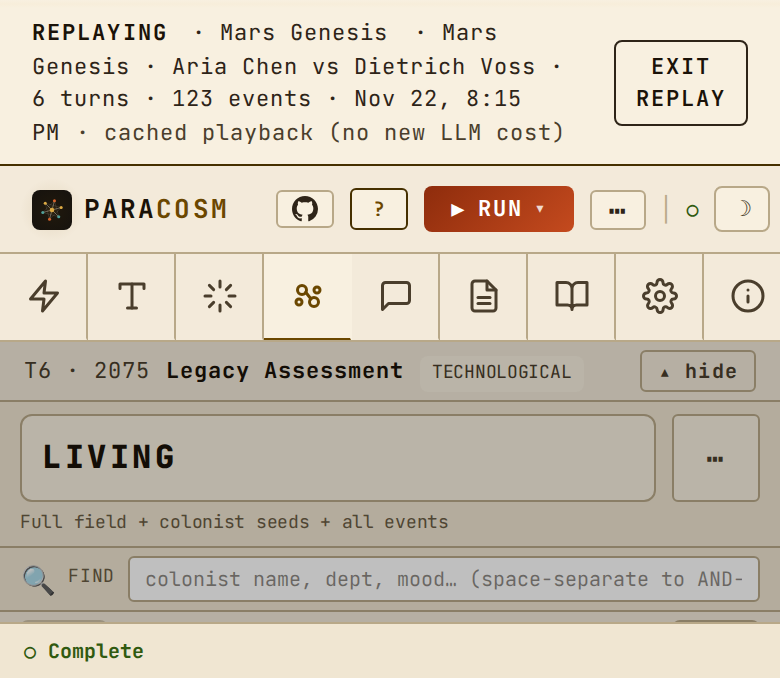 REPLAYING · Mars Genesis · Mars
Genesis · Aria Chen vs Dietrich Voss ·
6 turns · 123 events · Nov 22, 8:15
PM · cached playback (no new LLM cost)
EXIT
REPLAY
PARACOSM
?
▶ RUN ▼
…
T6 · 2075 Legacy Assessment TECHNOLOGICAL
▲ hide
LIVING
…
Full field + colonist seeds + all events
FIND
colonist name, dept, mood… (space-separate to AND-
○ Complete